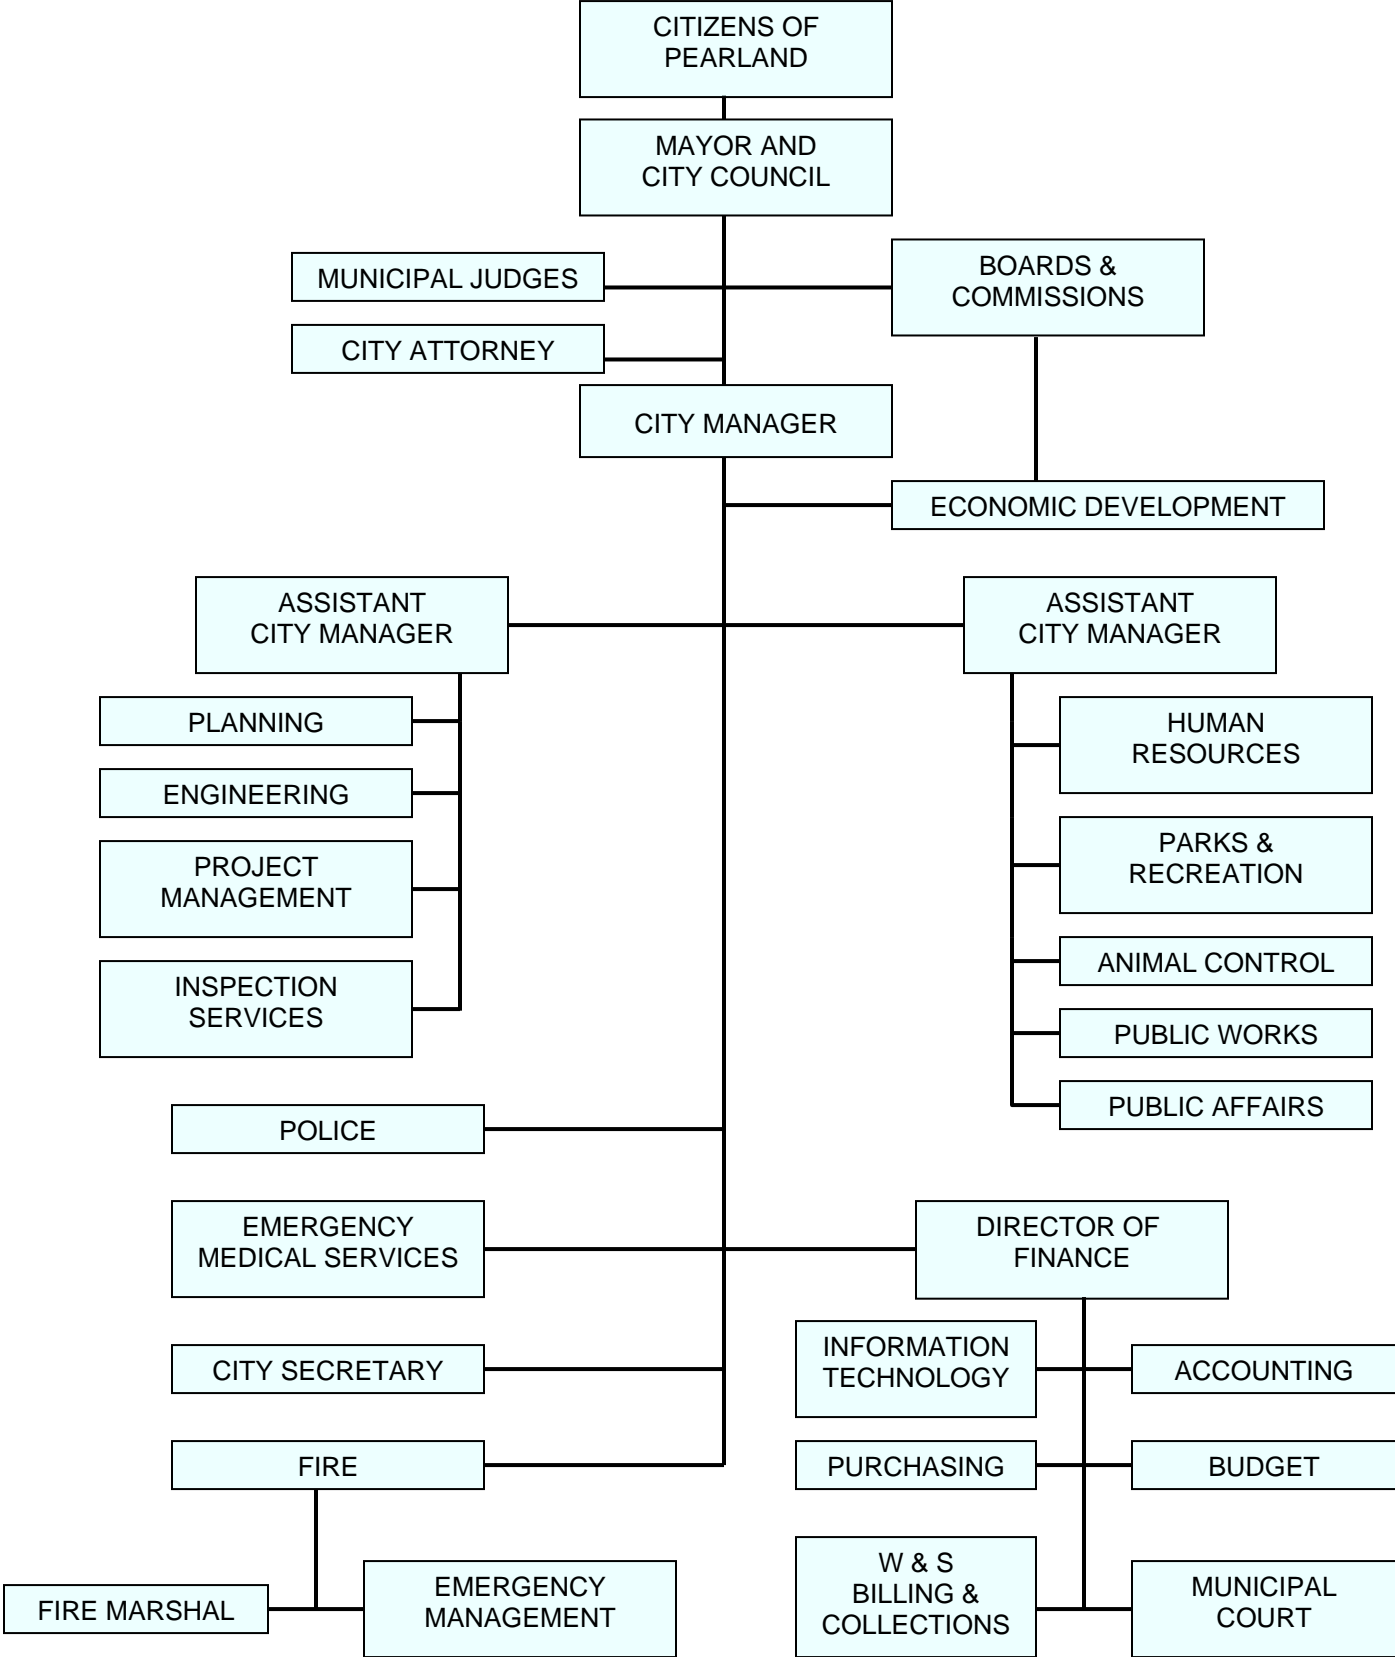 CITIZENS OF
PEARLAND
MAYOR AND
CITY COUNCIL
MUNICIPAL JUDGES
BOARDS &
COMMISSIONS
CITY ATTORNEY
CITY MANAGER
ECONOMIC DEVELOPMENT
ASSISTANT
CITY MANAGER
ASSISTANT
CITY MANAGER
PLANNING
ENGINEERING
PROJECT
MANAGEMENT
INSPECTION
SERVICES
HUMAN
RESOURCES
PARKS &
RECREATION
ANIMAL CONTROL
PUBLIC WORKS
PUBLIC AFFAIRS
POLICE
EMERGENCY
MEDICAL SERVICES
CITY SECRETARY
FIRE
FIRE MARSHAL
EMERGENCY
MANAGEMENT
DIRECTOR OF
FINANCE
INFORMATION
TECHNOLOGY
ACCOUNTING
PURCHASING
BUDGET
W & S
BILLING &
COLLECTIONS
MUNICIPAL
COURT